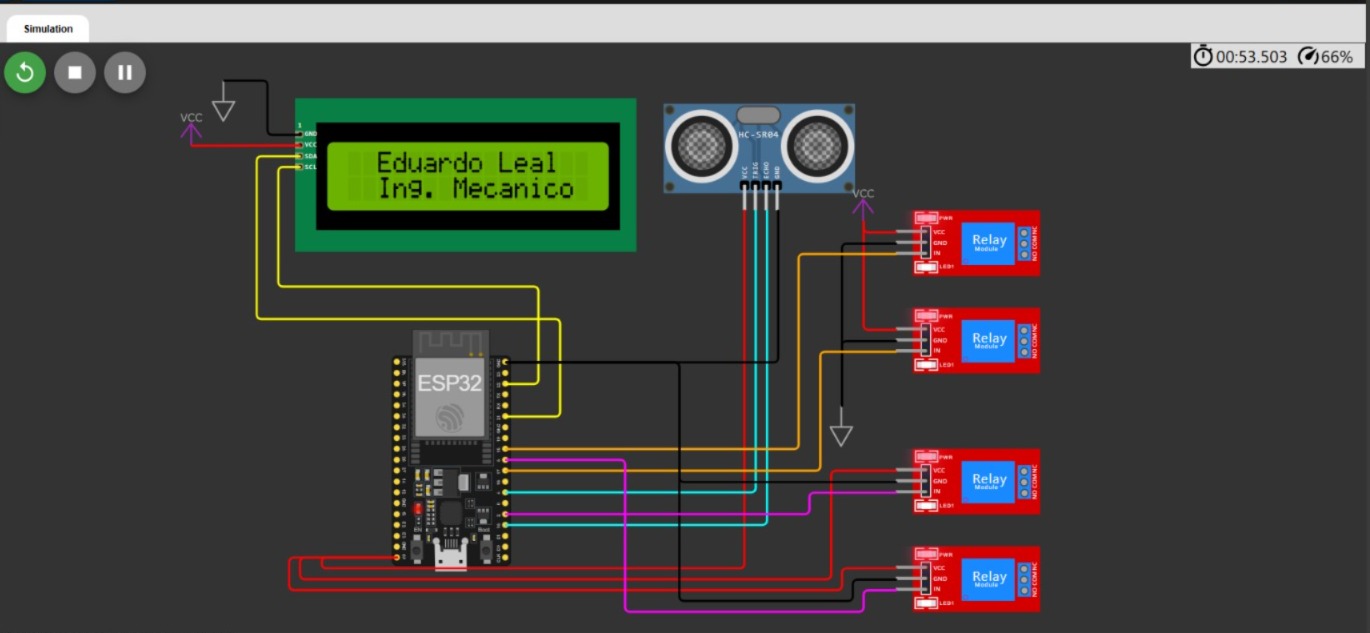 Simulation
00:53.503
66%
VCC
1
GND
VCC
SDA
SCL
Eduardo Leal
Ing. Mecanico
HC-SR04
VCC
TRIG
ECHO
GND
VCC
PWR
VCC
GND
IN
LED1
Relay
Module
NO COM NC
PWR
VCC
GND
IN
LED1
Relay
Module
NO COM NC
ESP32
PWR
VCC
GND
IN
LED1
Relay
Module
NO COM NC
PWR
VCC
GND
IN
LED1
Relay
Module
NO COM NC
Boot